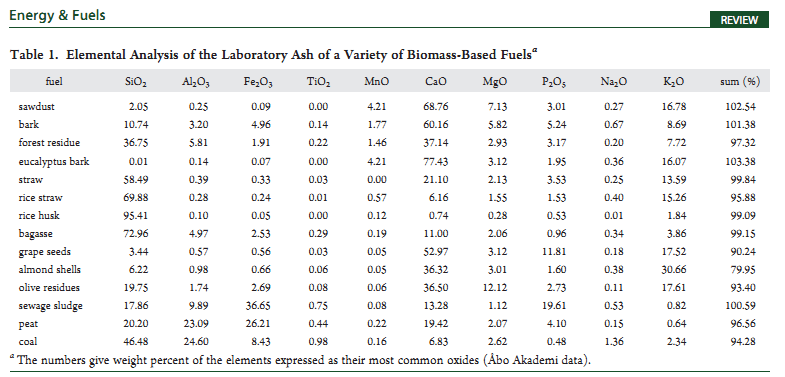 Energy & Fuels
REVIEW
Table 1. Elemental Analysis of the Laboratory Ash of a Variety of Biomass-Based Fuelsᵃ
fuel SiO₂ Al₂O₃ Fe₂O₃ TiO₂ MnO CaO MgO P₂O₅ Na₂O K₂O sum (%)
sawdust 2.05 0.25 0.09 0.00 4.21 68.76 7.13 3.01 0.27 16.78 102.54
bark 10.74 3.20 4.96 0.14 1.77 60.16 5.82 5.24 0.67 8.69 101.38
forest residue 36.75 5.81 1.91 0.22 1.46 37.14 2.93 3.17 0.20 7.72 97.32
eucalyptus bark 0.01 0.14 0.07 0.00 4.21 77.43 3.12 1.95 0.36 16.07 103.38
straw 58.49 0.39 0.33 0.03 0.00 21.10 2.13 3.53 0.25 13.59 99.84
rice straw 69.88 0.28 0.24 0.01 0.57 6.16 1.55 1.53 0.40 15.26 95.88
rice husk 95.41 0.10 0.05 0.00 0.12 0.74 0.28 0.53 0.01 1.84 99.09
bagasse 72.96 4.97 2.53 0.29 0.19 11.00 2.06 0.96 0.34 3.86 99.15
grape seeds 3.44 0.57 0.56 0.03 0.05 52.97 3.12 11.81 0.18 17.52 90.24
almond shells 6.22 0.98 0.66 0.06 0.05 36.32 3.01 1.60 0.38 30.66 79.95
olive residues 19.75 1.74 2.69 0.08 0.06 36.50 12.12 2.73 0.11 17.61 93.40
sewage sludge 17.86 9.89 36.65 0.75 0.08 13.28 1.12 19.61 0.53 0.82 100.59
peat 20.20 23.09 26.21 0.44 0.22 19.42 2.07 4.10 0.15 0.64 96.56
coal 46.48 24.60 8.43 0.98 0.16 6.83 2.62 0.48 1.36 2.34 94.28
ᵃ The numbers give weight percent of the elements expressed as their most common oxides (Åbo Akademi data).